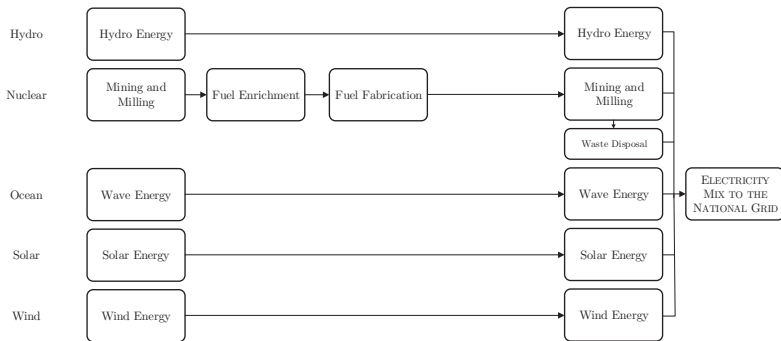 Hydro
Hydro Energy
Hydro Energy
Nuclear
Mining and
Milling
Fuel Enrichment
Fuel Fabrication
Mining and
Milling
Waste Disposal
Ocean
Wave Energy
Wave Energy
ELECTRICITY
MIX TO THE
NATIONAL GRID
Solar
Solar Energy
Solar Energy
Wind
Wind Energy
Wind Energy